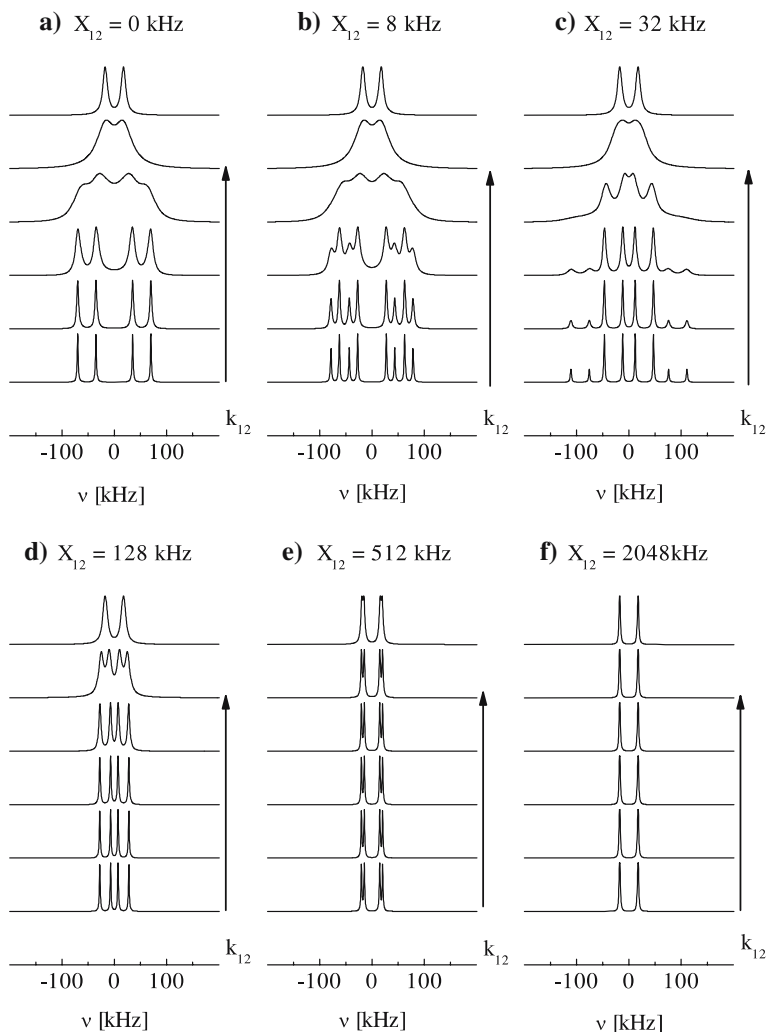 a) X₁₂ = 0 kHz
b) X₁₂ = 8 kHz
c) X₁₂ = 32 kHz
k₁₂
k₁₂
k₁₂
-100 0 100
-100 0 100
-100 0 100
ν [kHz]
ν [kHz]
ν [kHz]
d) X₁₂ = 128 kHz
e) X₁₂ = 512 kHz
f) X₁₂ = 2048kHz
k₁₂
k₁₂
k₁₂
-100 0 100
-100 0 100
-100 0 100
ν [kHz]
ν [kHz]
ν [kHz]